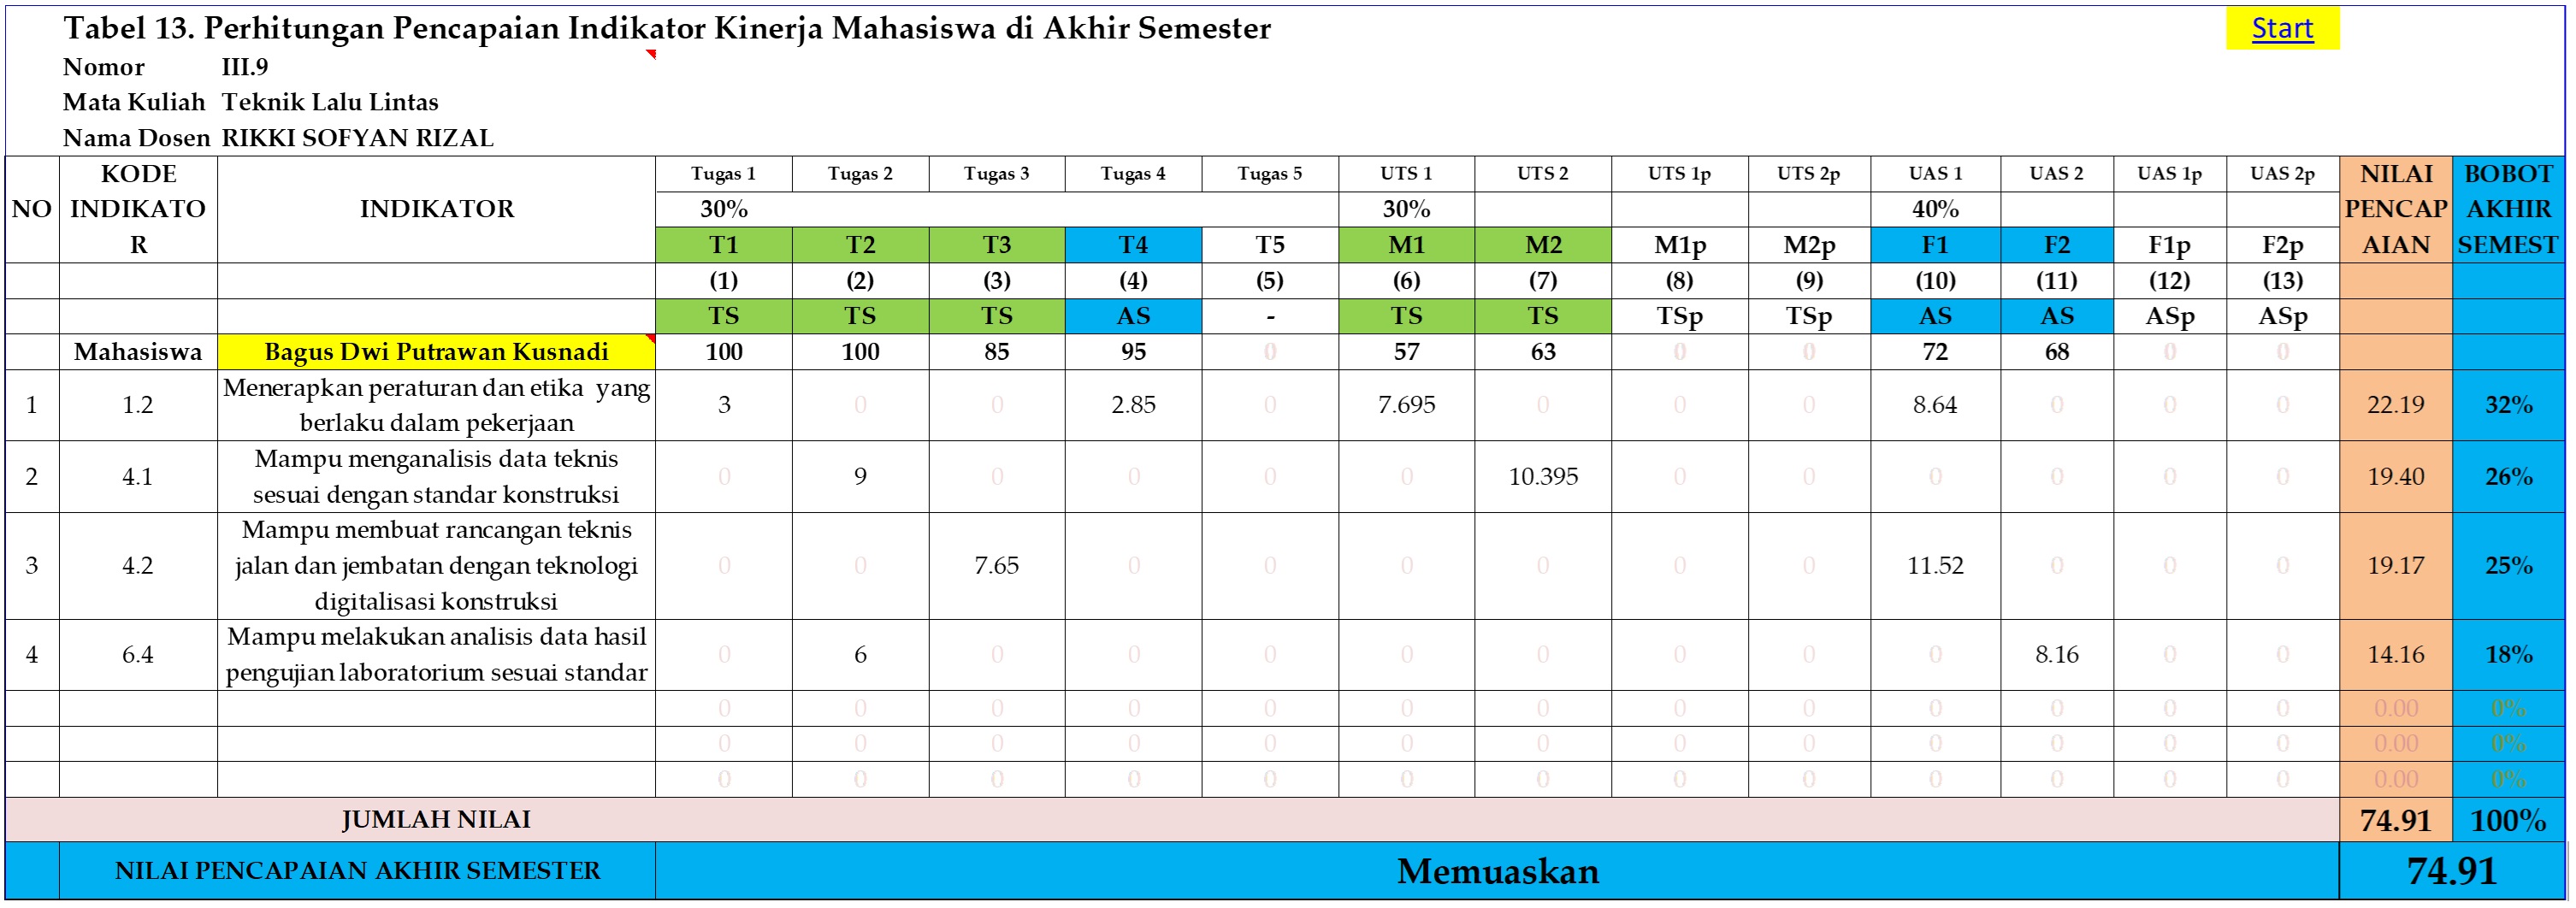 Tabel 13. Perhitungan Pencapaian Indikator Kinerja Mahasiswa di Akhir Semester Start
Nomor III.9
Mata Kuliah Teknik Lalu Lintas
Nama Dosen RIKKI SOFYAN RIZAL
NO KODE INDIKATO R INDIKATOR Tugas 1 Tugas 2 Tugas 3 Tugas 4 Tugas 5 UTS 1 UTS 2 UTS 1p UTS 2p UAS 1 UAS 2 UAS 1p UAS 2p NILAI PENCAP AIAN BOBOT AKHIR SEMEST
30% 30% 40%
T1 T2 T3 T4 T5 M1 M2 M1p M2p F1 F2 F1p F2p
(1) (2) (3) (4) (5) (6) (7) (8) (9) (10) (11) (12) (13)
TS TS TS AS - TS TS TSp TSp AS AS ASp ASp
Mahasiswa Bagus Dwi Putrawan Kusnadi 100 100 85 95 0 57 63 0 0 72 68 0 0
1 1.2 Menerapkan peraturan dan etika yang
berlaku dalam pekerjaan 3 0 0 2.85 0 7.695 0 0 0 8.64 0 0 0 22.19 32%
2 4.1 Mampu menganalisis data teknis
sesuai dengan standar konstruksi 0 9 0 0 0 0 10.395 0 0 0 0 0 0 19.40 26%
3 4.2 Mampu membuat rancangan teknis
jalan dan jembatan dengan teknologi
digitalisasi konstruksi 0 0 7.65 0 0 0 0 0 0 11.52 0 0 0 19.17 25%
4 6.4 Mampu melakukan analisis data hasil
pengujian laboratorium sesuai standar 0 6 0 0 0 0 0 0 0 0 8.16 0 0 14.16 18%
0 0 0 0 0 0 0 0 0 0 0 0 0 0.00 0%
0 0 0 0 0 0 0 0 0 0 0 0 0 0.00 0%
0 0 0 0 0 0 0 0 0 0 0 0 0 0.00 0%
JUMLAH NILAI 74.91 100%
NILAI PENCAPAIAN AKHIR SEMESTER Memuaskan 74.91